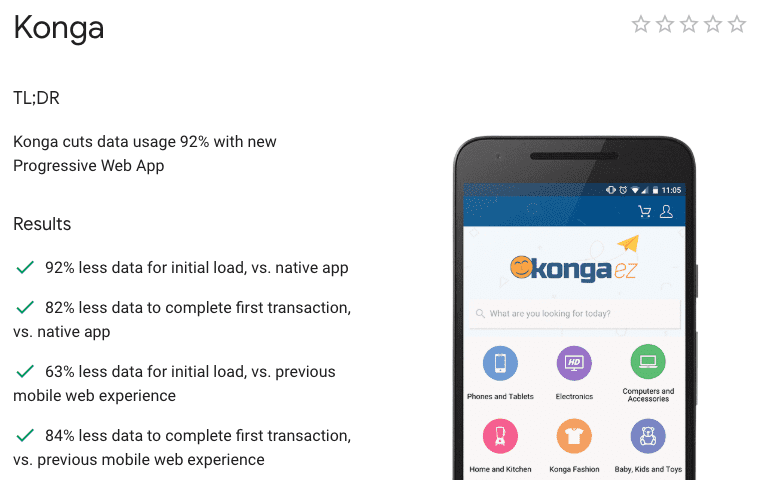 Konga
TL;DR
Konga cuts data usage 92% with new
Progressive Web App
Results
92% less data for initial load, vs. native app
82% less data to complete first transaction,
vs. native app
63% less data for initial load, vs. previous
mobile web experience
84% less data to complete first transaction,
vs. previous mobile web experience
11:05
konga ez
What are you looking for today?
Phones and Tablets
HD
Electronics
Computers and
Accessories
Home and Kitchen
Konga Fashion
Baby, Kids and Toys